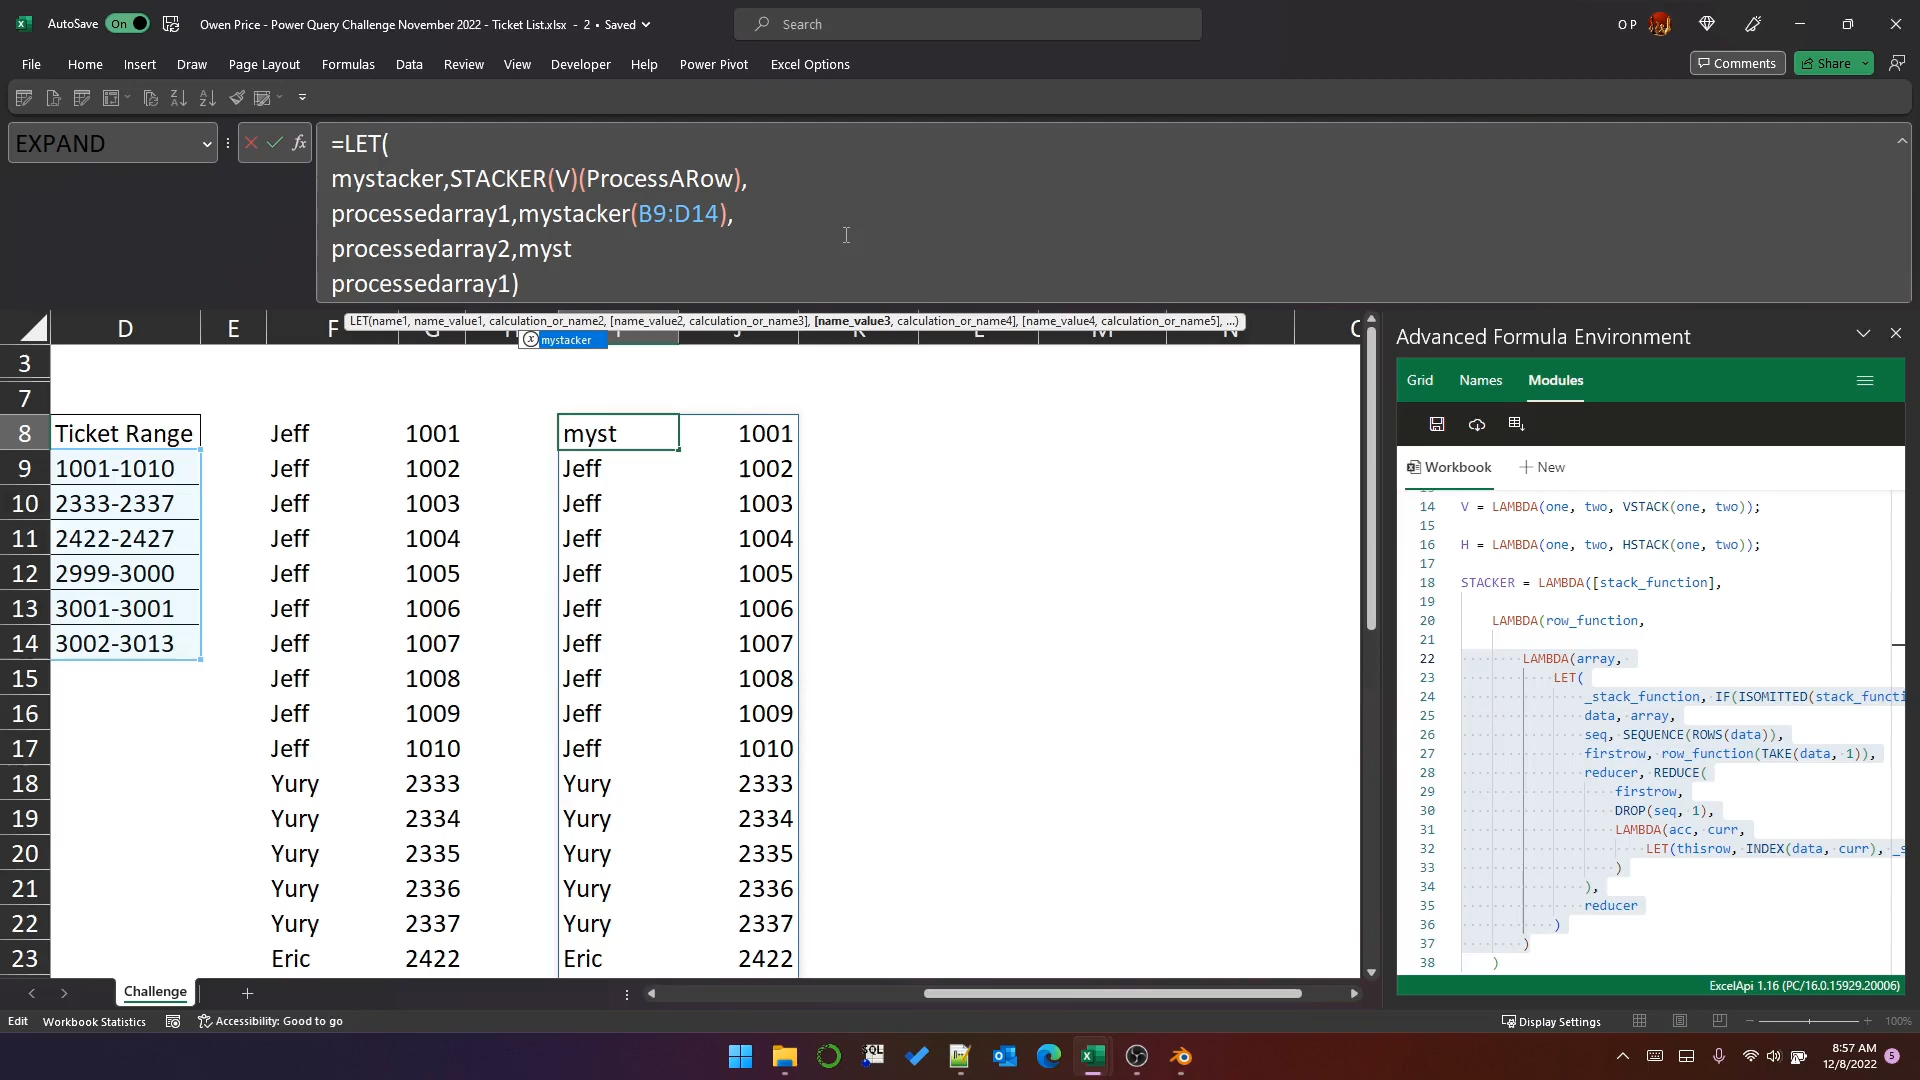 AutoSave On Owen Price - Power Query Challenge November 2022 - Ticket List.xlsx - 2 • Saved Search O P
File Home Insert Draw Page Layout Formulas Data Review View Developer Help Power Pivot Excel Options Comments Share
EXPAND
fx
=LET(
mystacker,STACKER(V)(ProcessARow),
processedarray1,mystacker(B9:D14),
processedarray2,myst
processedarray1)
LET(name1, name_value1, calculation_or_name2, [name_value2, calculation_or_name3], [name_value3, calculation_or_name4], [name_value4, calculation_or_name5], ...)
mystacker
D E F
3
7
8 Ticket Range Jeff 1001 myst 1001
9 1001-1010 Jeff 1002 Jeff 1002
10 2333-2337 Jeff 1003 Jeff 1003
11 2422-2427 Jeff 1004 Jeff 1004
12 2999-3000 Jeff 1005 Jeff 1005
13 3001-3001 Jeff 1006 Jeff 1006
14 3002-3013 Jeff 1007 Jeff 1007
15 Jeff 1008 Jeff 1008
16 Jeff 1009 Jeff 1009
17 Jeff 1010 Jeff 1010
18 Yury 2333 Yury 2333
19 Yury 2334 Yury 2334
20 Yury 2335 Yury 2335
21 Yury 2336 Yury 2336
22 Yury 2337 Yury 2337
23 Eric 2422 Eric 2422
Advanced Formula Environment
Grid Names Modules
Workbook + New
14 V = LAMBDA(one, two, VSTACK(one, two));
15
16 H = LAMBDA(one, two, HSTACK(one, two));
17
18 STACKER = LAMBDA([stack_function],
19
20 LAMBDA(row_function,
21
22 LAMBDA(array,
23 LET(
24 _stack_function, IF(ISOMITTED(stack_functi
25 data, array,
26 seq, SEQUENCE(ROWS(data)),
27 firstrow, row_function(TAKE(data, 1)),
28 reducer, REDUCE(
29 firstrow,
30 DROP(seq, 1),
31 LAMBDA(acc, curr,
32 LET(thisrow, INDEX(data, curr), _s
33 )
34 ),
35 reducer
36 )
37 )
38 )
ExcelApi 1.16 (PC/16.0.15929.20006)
Challenge
Edit Workbook Statistics Accessibility: Good to go Display Settings 100%
SQL
8:57 AM
12/8/2022 5